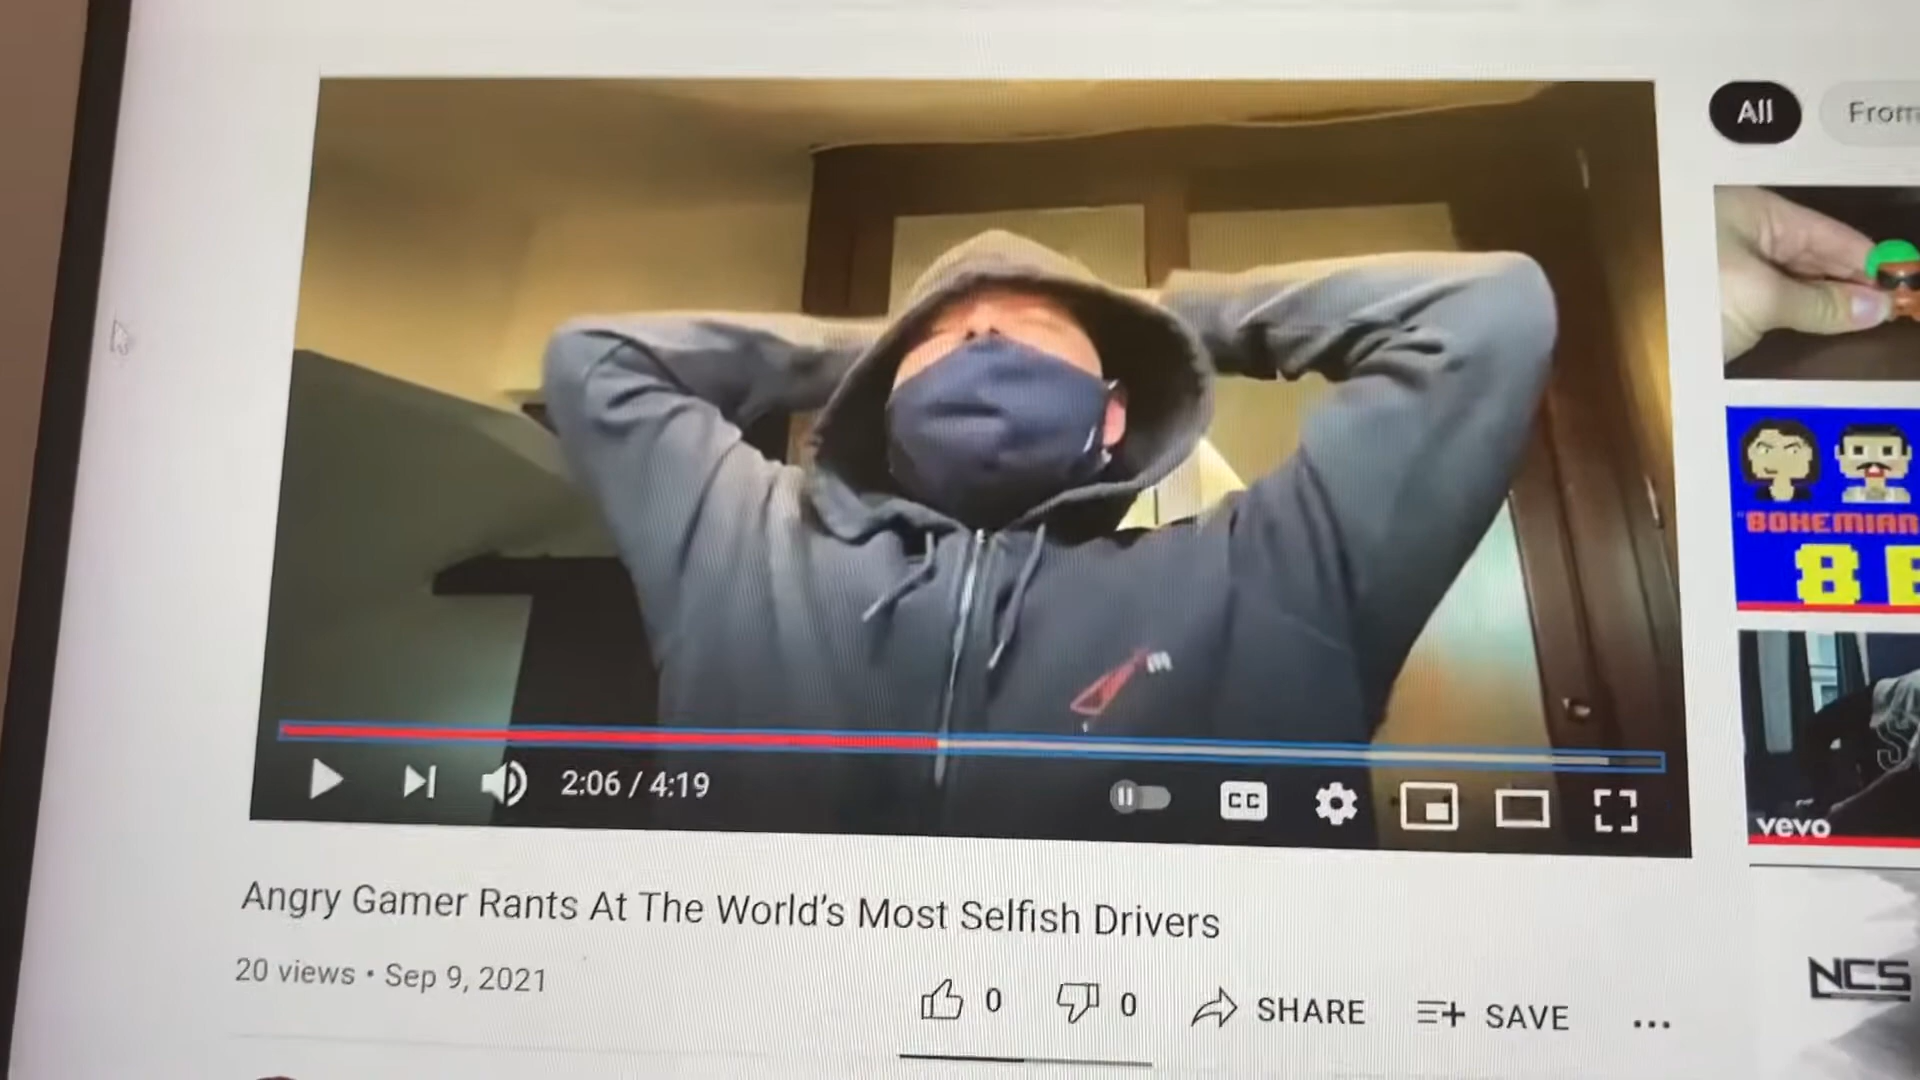 All
From
"BOHEMIAN
8
vevo
2:06 / 4:19
CC
Angry Gamer Rants At The World's Most Selfish Drivers
20 views • Sep 9, 2021
0
0
SHARE
SAVE
NCS